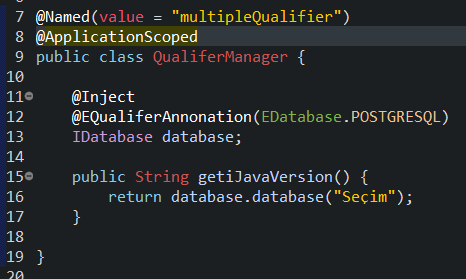 7 @Named(value = "multipleQualifier")
8 @ApplicationScoped
9 public class QualiferManager {
10
11 @Inject
12 @EQualiferAnnonation(EDatabase.POSTGRESQL)
13 IDatabase database;
14
15 public String getiJavaVersion() {
16 return database.database("Seçim");
17 }
18
19 }
20